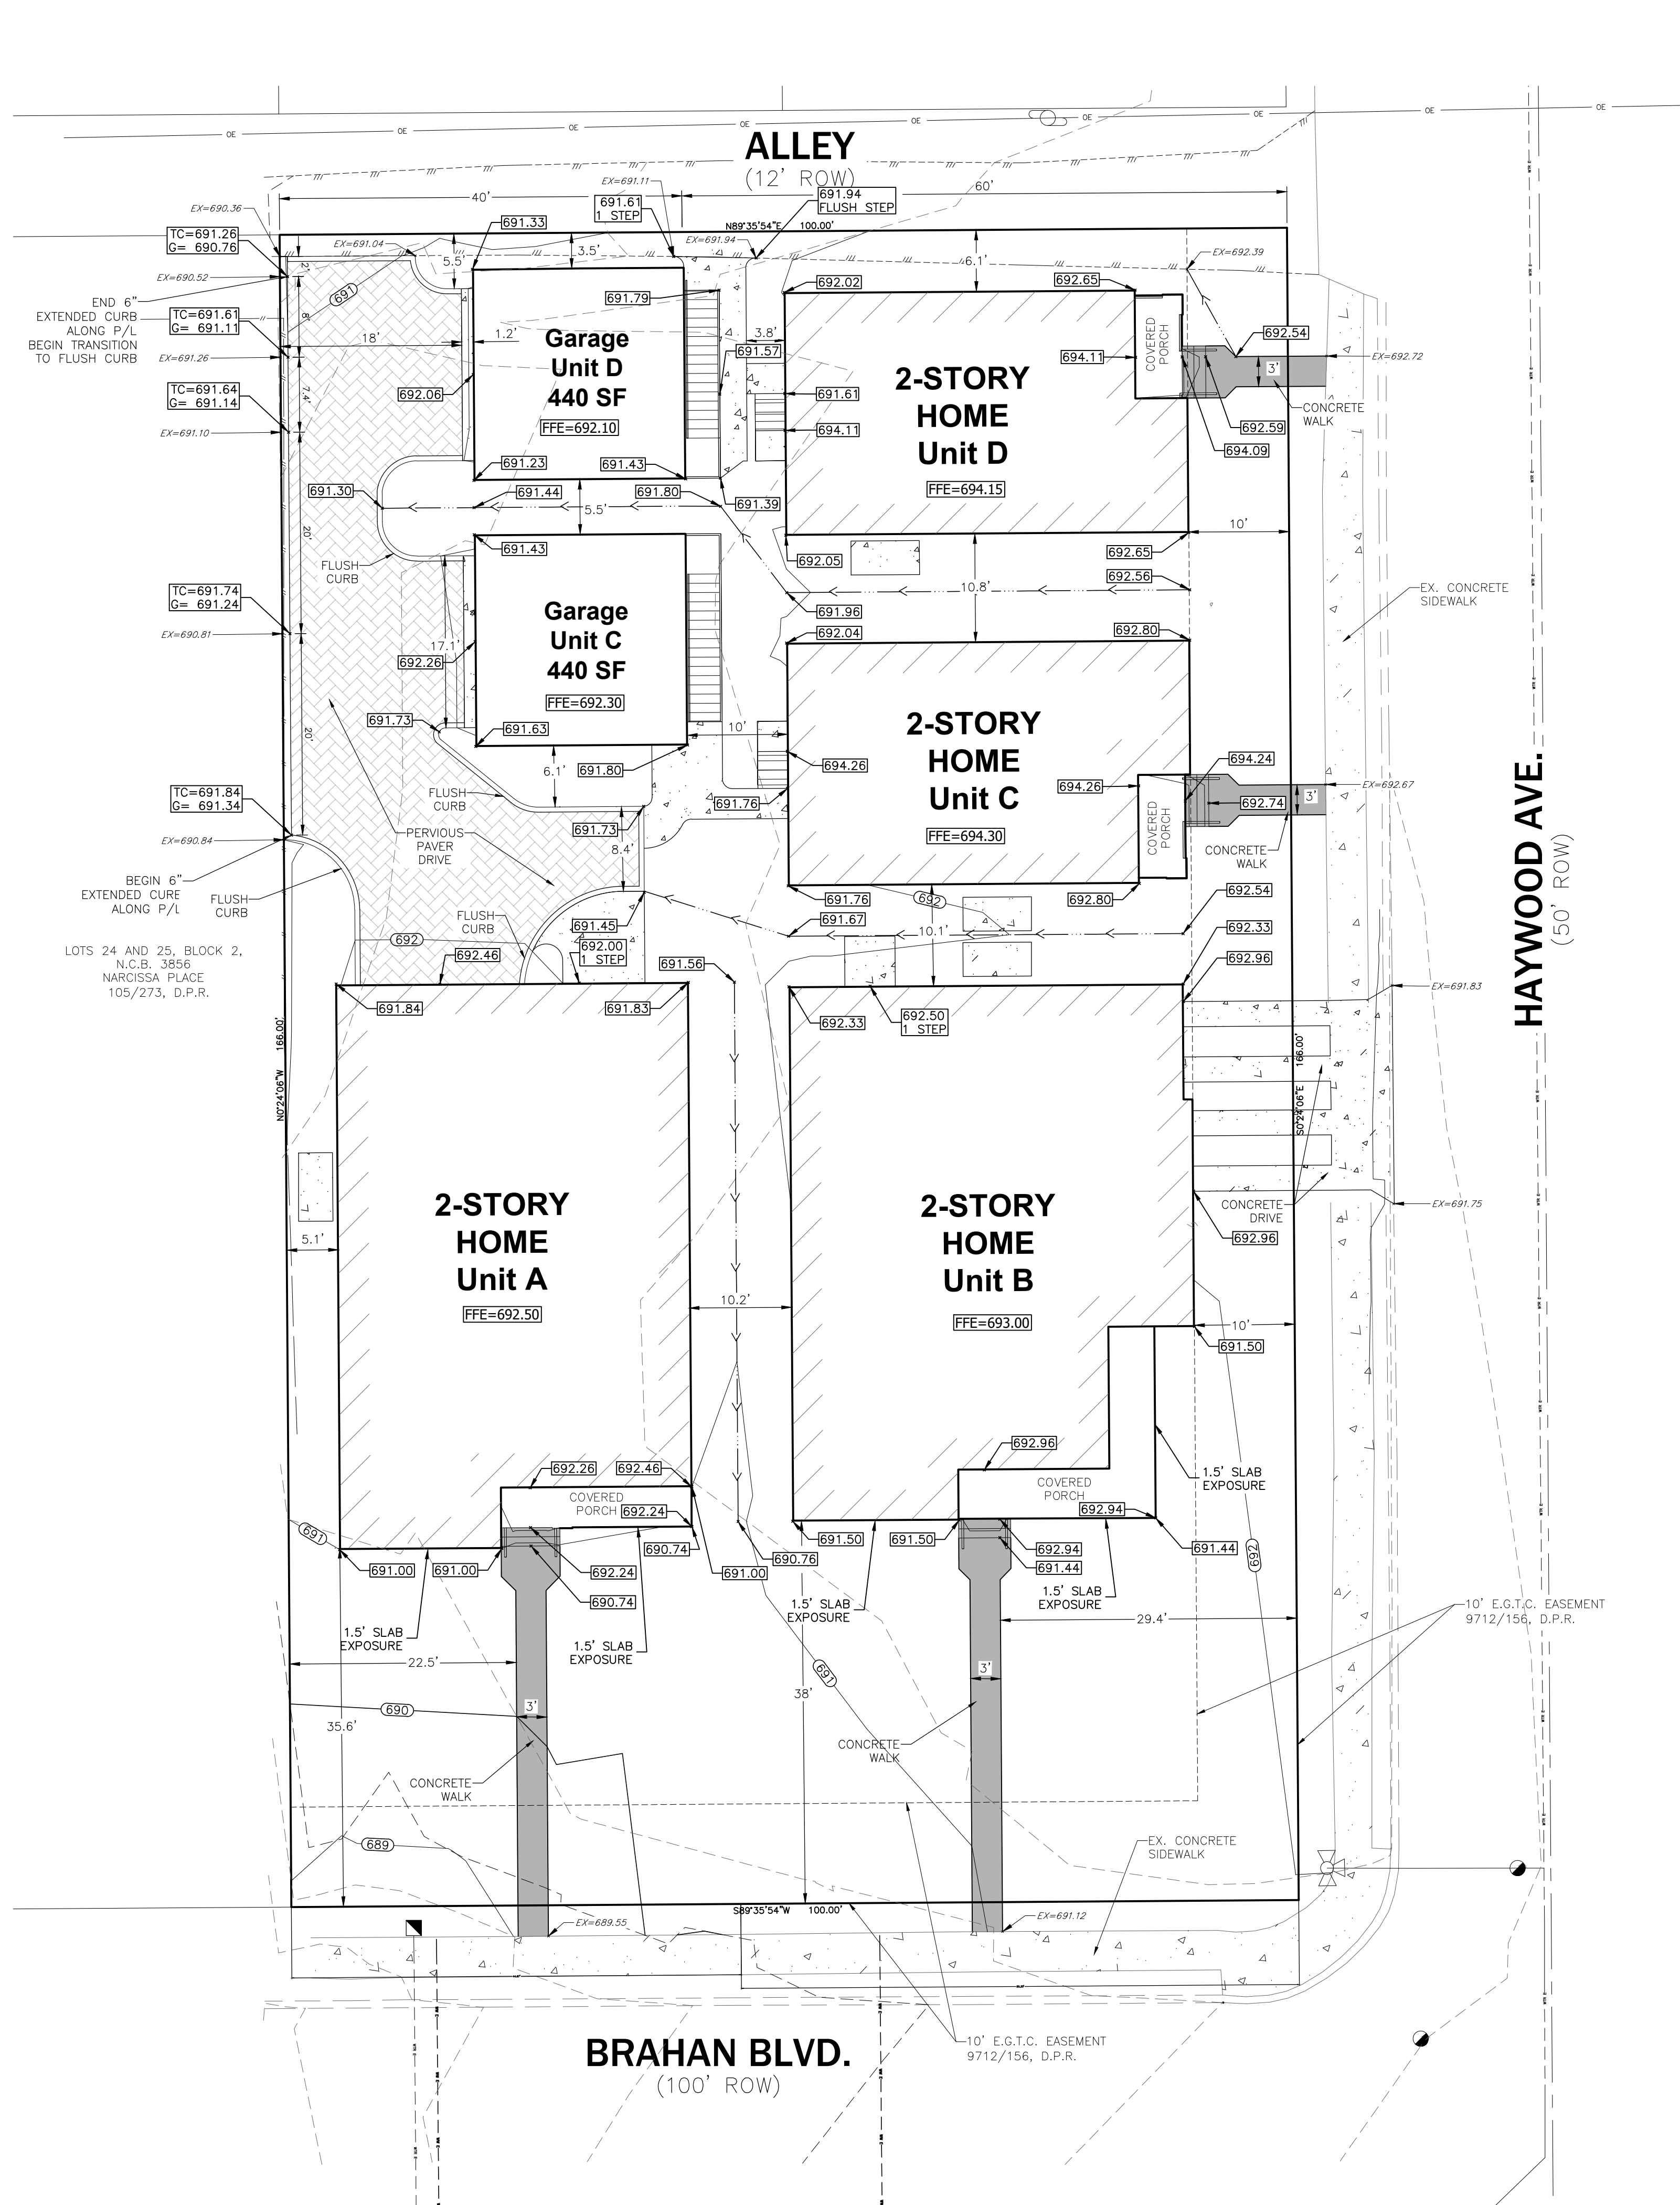 OE OE OE OE OE OE OE OE OE
ALLEY
(12' ROW)
EX=691.11
40'
60'
691.61
1 STEP
691.94
FLUSH STEP
EX=690.36
691.33
N89°35'54"E 100.00'
TC=691.26
G= 690.76
EX=691.04
EX=691.94
EX=692.39
2'
5.5'
3.5'
6.1'
EX=690.52
691
691.79
692.02
692.65
END 6"
EXTENDED CURB
ALONG P/L
BEGIN TRANSITION
TO FLUSH CURB
TC=691.61
G= 691.11
8'
18'
1.2'
3.8'
Garage
Unit D
440 SF
FFE=692.10
EX=691.26
691.57
692.54
694.11
COVERED
PORCH
EX=692.72
3'
2-STORY
HOME
Unit D
FFE=694.15
TC=691.64
G= 691.14
7.4'
692.06
691.61
CONCRETE
WALK
EX=691.10
694.11
692.59
694.09
691.23
691.43
691.30
691.44
691.80
691.39
5.5'
20'
10'
691.43
692.05
692.65
FLUSH
CURB
692.56
10.8'
EX. CONCRETE
SIDEWALK
TC=691.74
G= 691.24
691.96
EX=690.81
692.04
692.80
Garage
Unit C
440 SF
FFE=692.30
17.1'
692.26
691.73
691.63
20'
10'
2-STORY
HOME
Unit C
FFE=694.30
691.80
6.1'
694.26
694.24
694.26
EX=692.67
3'
692.74
COVERED
PORCH
CONCRETE
WALK
TC=691.84
G= 691.34
FLUSH
CURB
691.76
691.73
PERVIOUS
PAVER
DRIVE
8.4'
EX=690.84
HAYWOOD AVE.
(50' ROW)
BEGIN 6"
EXTENDED CURE
ALONG P/L
FLUSH
CURB
FLUSH
CURB
691.76
692
692.80
692.54
691.45
691.67
10.1'
692.33
LOTS 24 AND 25, BLOCK 2,
N.C.B. 3856
NARCISSA PLACE
105/273, D.P.R.
692
692.46
692.00
1 STEP
691.56
692.96
EX=691.83
691.84
691.83
692.33
692.50
1 STEP
N0°24'06"W 166.00'
S0°24'06"E 166.00'
2-STORY
HOME
Unit A
FFE=692.50
2-STORY
HOME
Unit B
FFE=693.00
CONCRETE
DRIVE
EX=691.75
692.96
5.1'
10.2'
10'
691.50
692.96
692.26
692.46
COVERED
PORCH
692.24
COVERED
PORCH
692.94
1.5' SLAB
EXPOSURE
691
691.50
691.50
690.74
690.76
692.94
691.44
691.44
692
691.00
691.00
692.24
691.00
690.74
1.5' SLAB
EXPOSURE
1.5' SLAB
EXPOSURE
29.4'
10' E.G.T.C. EASEMENT
9712/156, D.P.R.
1.5' SLAB
EXPOSURE
1.5' SLAB
EXPOSURE
22.5'
691
3'
38'
690
3'
35.6'
CONCRETE
WALK
CONCRETE
WALK
689
EX. CONCRETE
SIDEWALK
S89°35'54"W 100.00'
EX=689.55
EX=691.12
BRAHAN BLVD.
(100' ROW)
10' E.G.T.C. EASEMENT
9712/156, D.P.R.